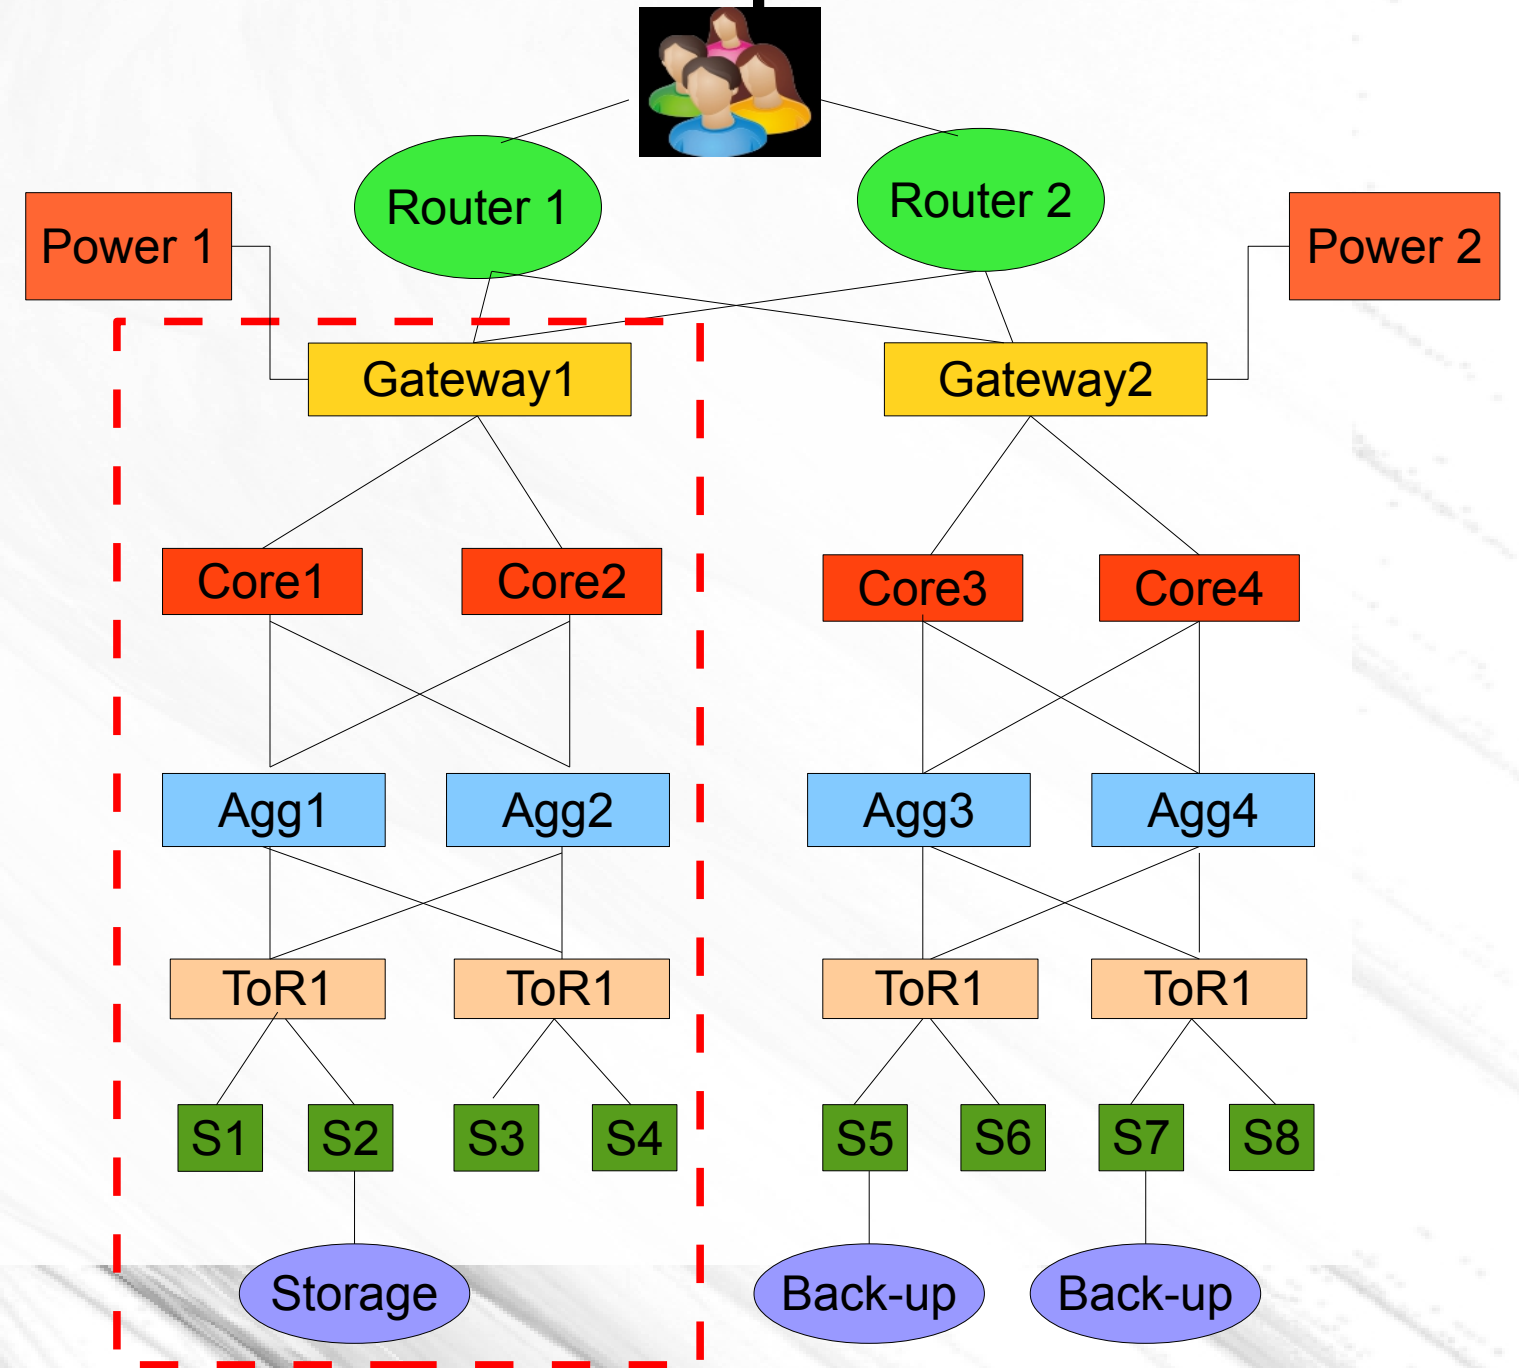 Router 1
Router 2
Power 1
Power 2
Gateway1
Gateway2
Core1
Core2
Core3
Core4
Agg1
Agg2
Agg3
Agg4
ToR1
ToR1
ToR1
ToR1
S1
S2
S3
S4
S5
S6
S7
S8
Storage
Back-up
Back-up